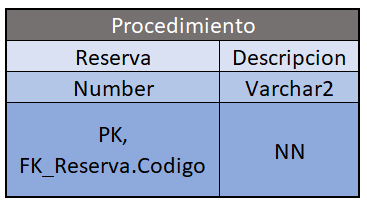 Procedimiento
Reserva Descripcion
Number Varchar2
PK,
FK_Reserva.Codigo NN